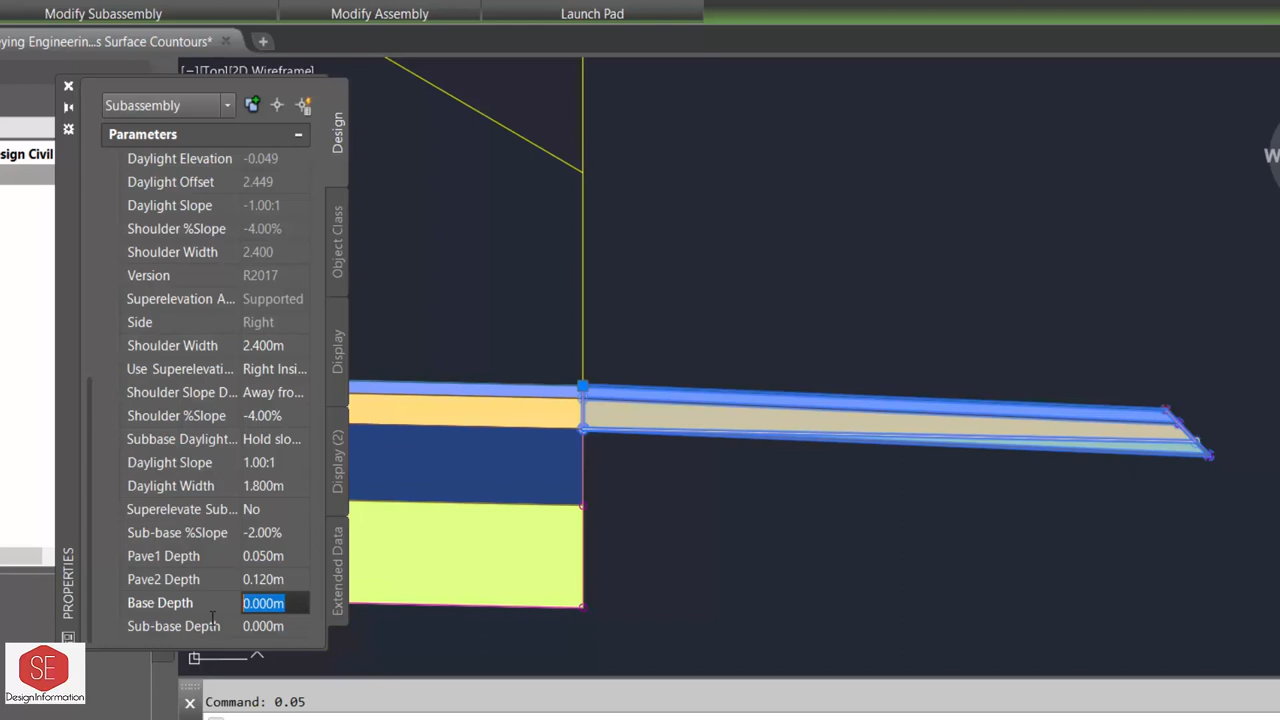 Modify Subassembly
Modify Assembly
Launch Pad
ying Engineerin...s Surface Countours*
[−][Top][2D Wireframe]
Subassembly
Parameters
Design
Object Class
Display
Display (2)
Extended Data
PROPERTIES
sign Civil
Daylight Elevation -0.049
Daylight Offset 2.449
Daylight Slope -1.00:1
Shoulder %Slope -4.00%
Shoulder Width 2.400
Version R2017
Superelevation A... Supported
Side Right
Shoulder Width 2.400m
Use Superelevati... Right Insi...
Shoulder Slope D... Away fro...
Shoulder %Slope -4.00%
Subbase Daylight... Hold slo...
Daylight Slope 1.00:1
Daylight Width 1.800m
Superelevate Sub... No
Sub-base %Slope -2.00%
Pave1 Depth 0.050m
Pave2 Depth 0.120m
Base Depth 0.000m
Sub-base Depth 0.000m
W
SE
DesignInformation
Command: 0.05